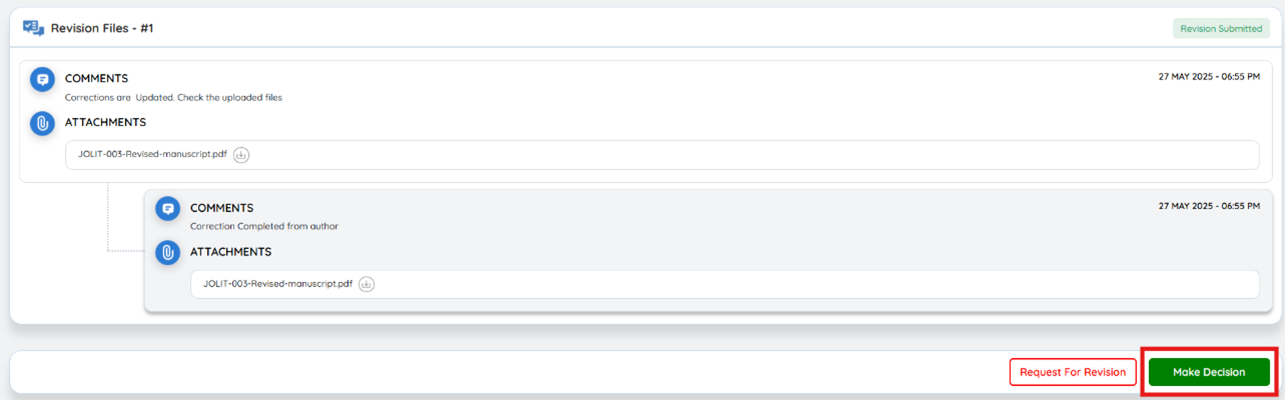 Revision Files - #1
Revision Submitted
COMMENTS
27 MAY 2025 - 06:55 PM
Corrections are Updated. Check the uploaded files
ATTACHMENTS
JOLIT-003-Revised-manuscript.pdf
COMMENTS
27 MAY 2025 - 06:55 PM
Correction Completed from author
ATTACHMENTS
JOLIT-003-Revised-manuscript.pdf
Request For Revision
Make Decision